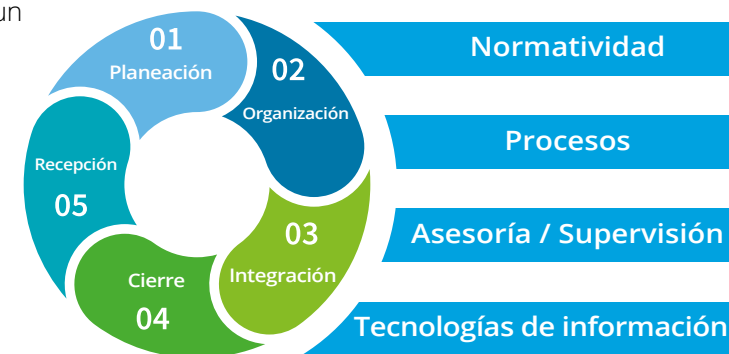 un
01
Planeación
02
Organización
03
Integración
Cierre
04
Recepción
05
Normatividad
Procesos
Asesoría / Supervisión
Tecnologías de información